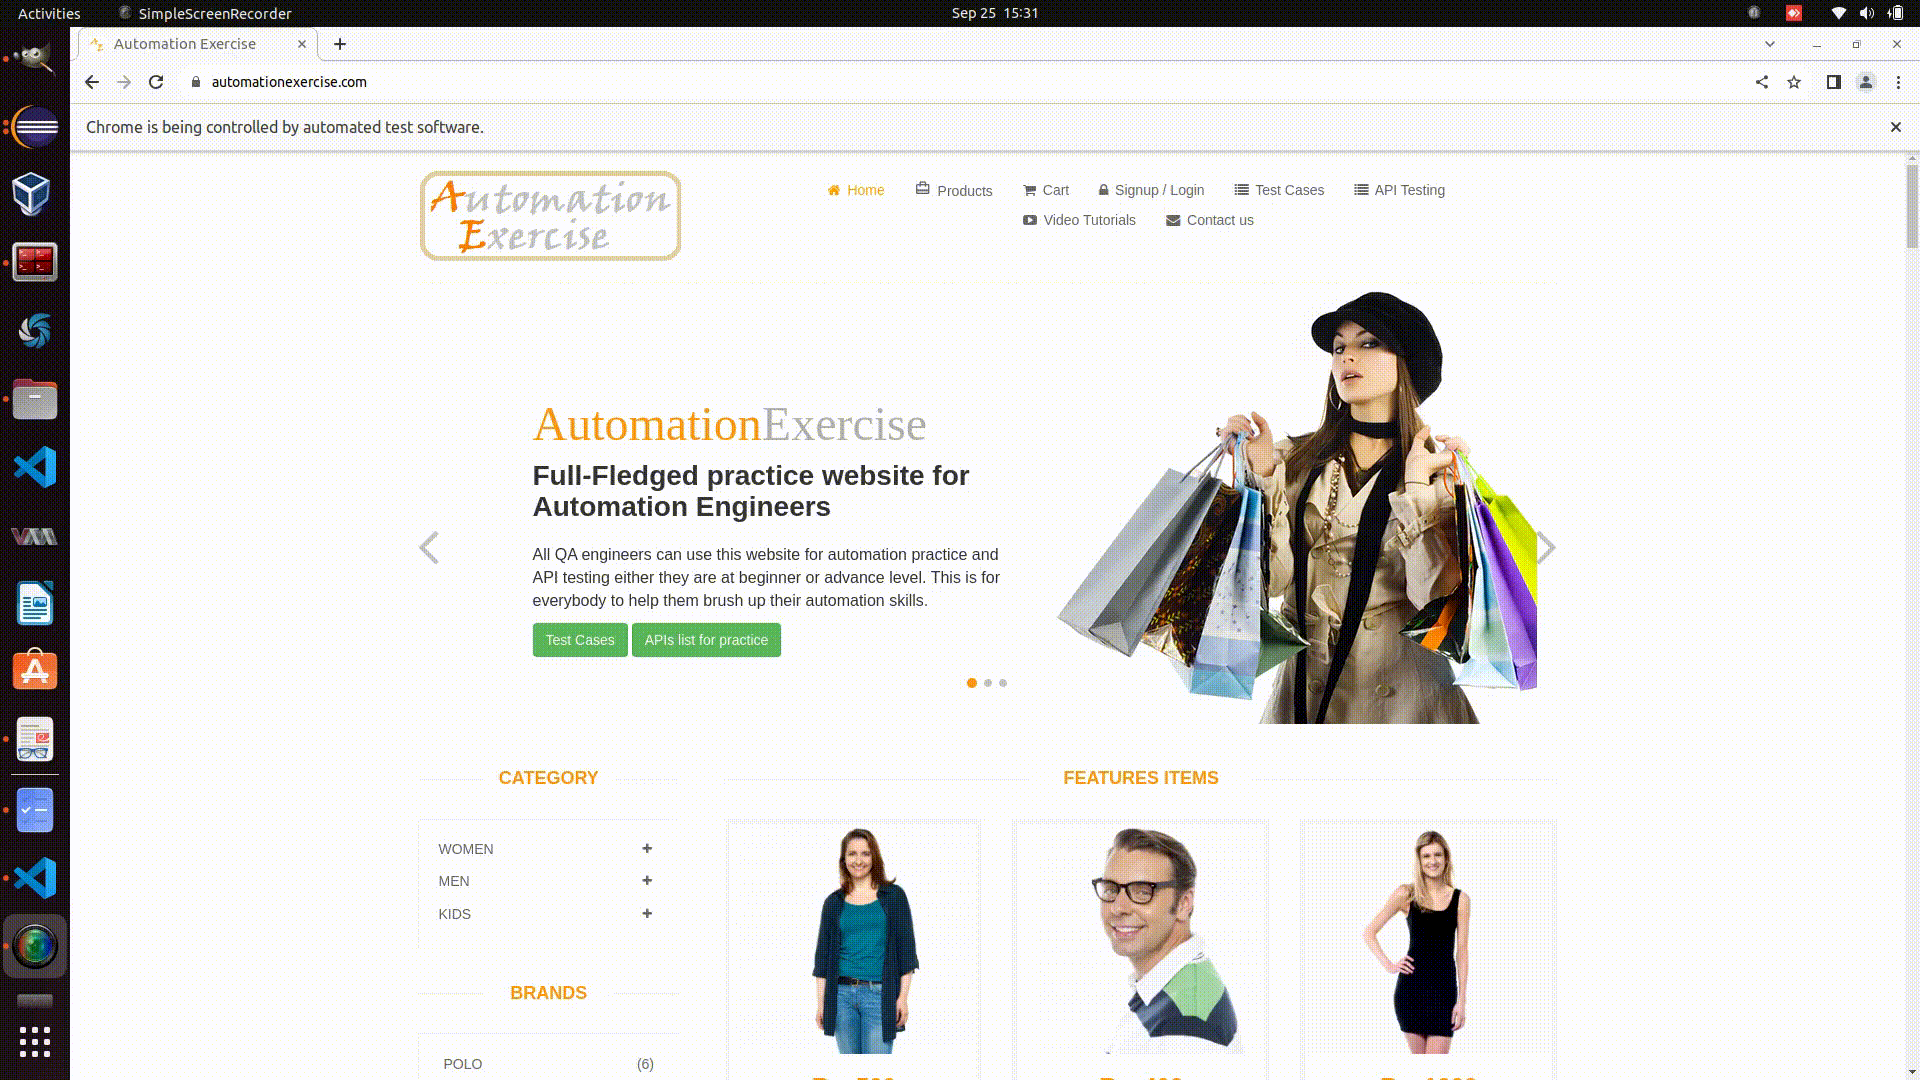 Activities
SimpleScreenRecorder
Sep 25 15:31
Automation Exercise
automationexercise.com
Chrome is being controlled by automated test software.
Automation
Exercise
Home
Products
Cart
Signup / Login
Test Cases
API Testing
Video Tutorials
Contact us
AutomationExercise
Full-Fledged practice website for
Automation Engineers
All QA engineers can use this website for automation practice and
API testing either they are at beginner or advance level. This is for
everybody to help them brush up their automation skills.
Test Cases
APIs list for practice
CATEGORY
WOMEN
MEN
KIDS
BRANDS
POLO (6)
FEATURES ITEMS